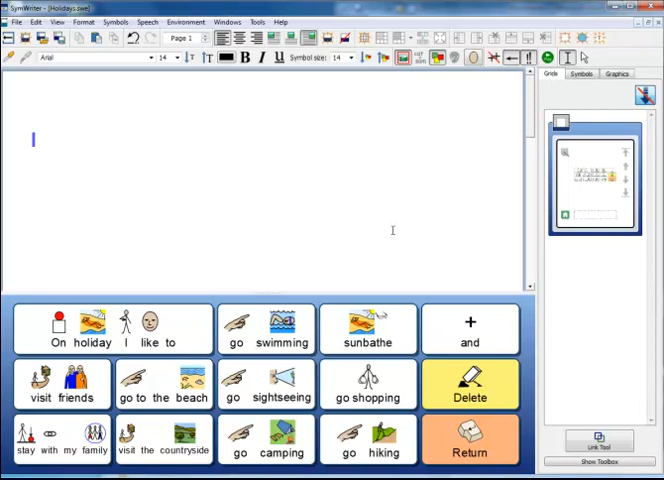 SymWriter - [Holidays.swe]
File Edit View Format Symbols Speech Environment Windows Tools Help
Page 1
Arial 14 B I U Symbol size: 14
Grids Symbols Graphics
On holiday I like to
go swimming
sunbathe
+
and
visit friends
go to the beach
go sightseeing
go shopping
Delete
stay with my family
visit the countryside
go camping
go hiking
Return
Link Tool
Show Toolbox